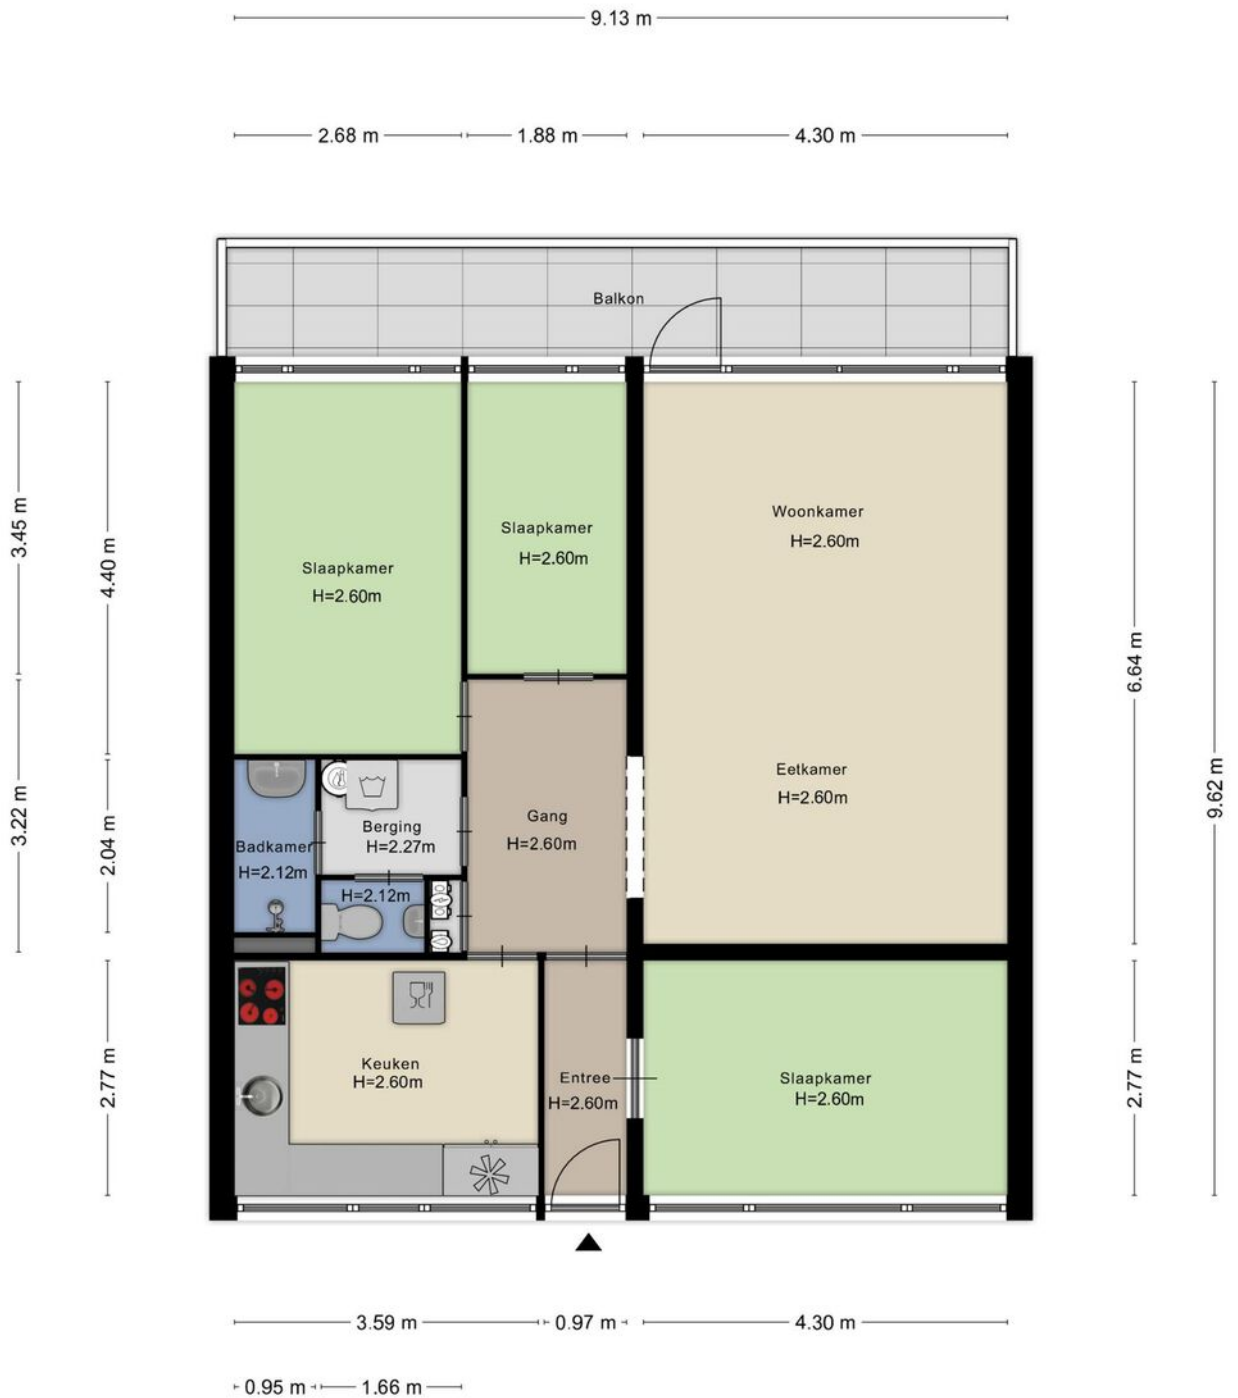 9.13 m
2.68 m
1.88 m
4.30 m
Balkon
3.45 m
4.40 m
Slaapkamer
H=2.60m
Slaapkamer
H=2.60m
Woonkamer
H=2.60m
6.64 m
9.62 m
Eetkamer
H=2.60m
3.22 m
2.04 m
Badkamer
H=2.12m
Berging
H=2.27m
H=2.12m
Gang
H=2.60m
2.77 m
Keuken
H=2.60m
Entree
H=2.60m
Slaapkamer
H=2.60m
2.77 m
3.59 m
0.97 m
4.30 m
0.95 m
1.66 m